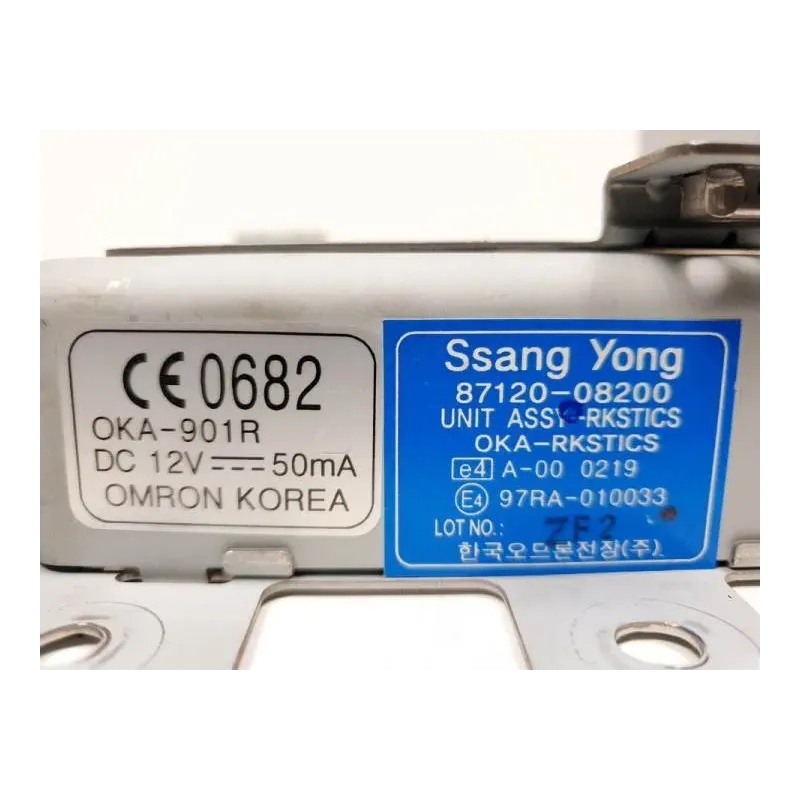 CE 0682
OKA-901R
DC 12V ⎓ 50mA
OMRON KOREA
Ssang Yong
87120-08200
UNIT ASSY-RKSTICS
OKA-RKSTICS
e4 A-00 0219
E4 97RA-010033
LOT NO.: ZF2
한국오므론전장(주)